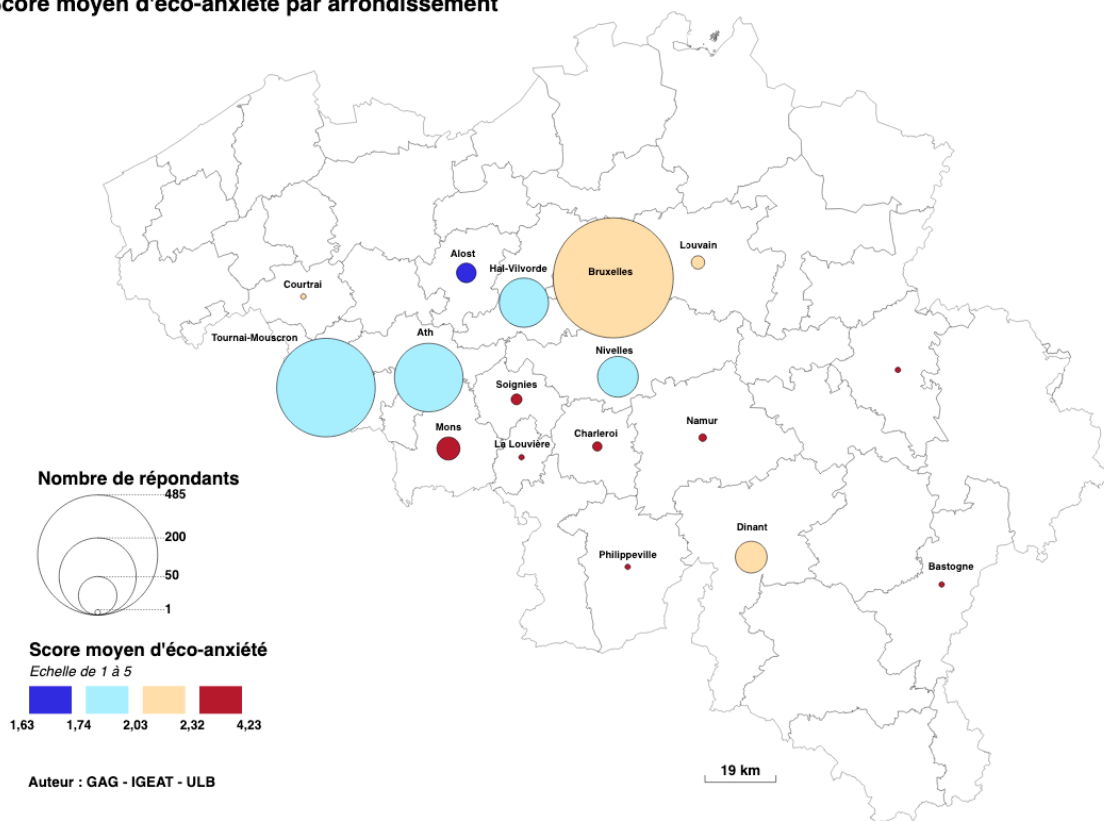 Score moyen d'éco-anxiété par arrondissement
Alost
Hal-Vilvorde
Bruxelles
Louvain
Courtrai
Tournai-Mouscron
Ath
Nivelles
Soignies
Mons
La Louvière
Charleroi
Namur
Dinant
Philippeville
Bastogne
Nombre de répondants
485
200
50
1
Score moyen d'éco-anxiété
Echelle de 1 à 5
1,63 1,74 2,03 2,32 4,23
Auteur : GAG - IGEAT - ULB
19 km